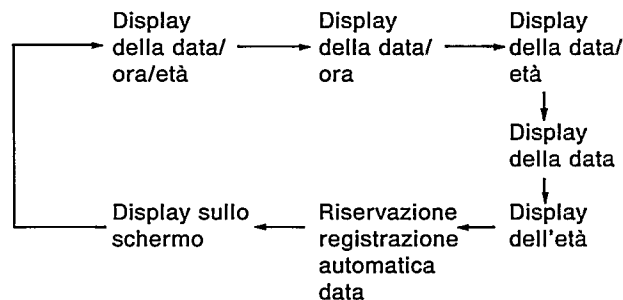 Display
della data/
ora/età
Display
della data/
ora
Display
della data/
età
Display
della data
Display
dell'età
Riservazione
registrazione
automatica
data
Display sullo
schermo